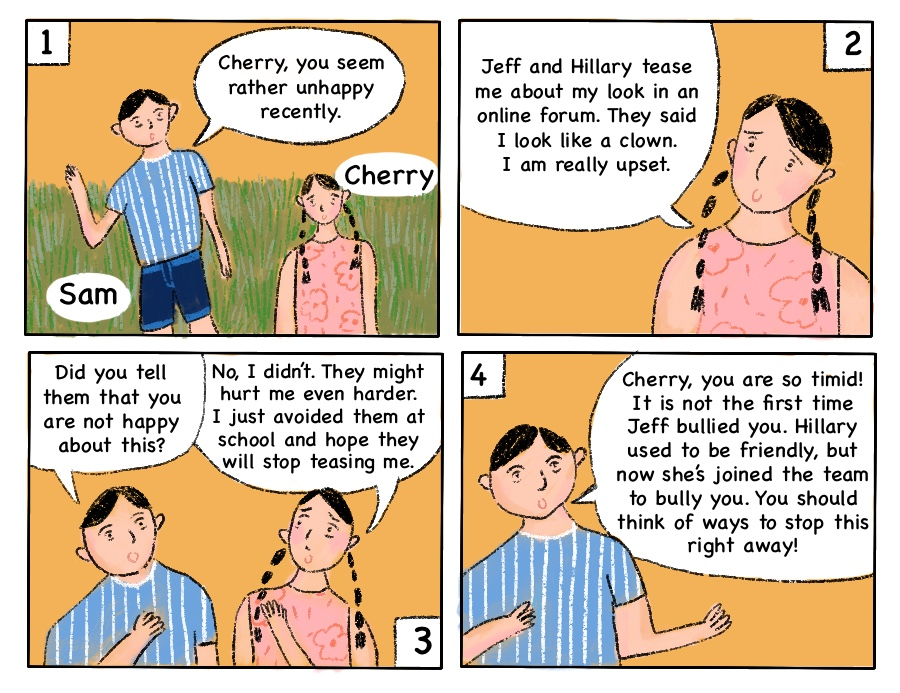 1
Cherry, you seem
rather unhappy
recently.
Cherry
Sam
2
Jeff and Hillary tease
me about my look in an
online forum. They said
I look like a clown.
I am really upset.
Did you tell
them that you
are not happy
about this?
No, I didn't. They might
hurt me even harder.
I just avoided them at
school and hope they
will stop teasing me.
3
4
Cherry, you are so timid!
It is not the first time
Jeff bullied you. Hillary
used to be friendly, but
now she's joined the team
to bully you. You should
think of ways to stop this
right away!